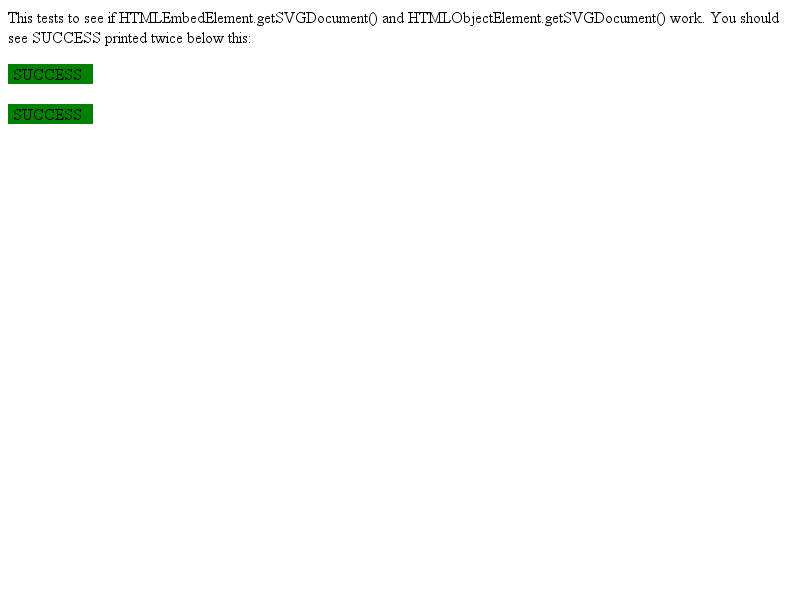 This tests to see if HTMLEmbedElement.getSVGDocument() and HTMLObjectElement.getSVGDocument() work. You should
see SUCCESS printed twice below this:
SUCCESS
SUCCESS